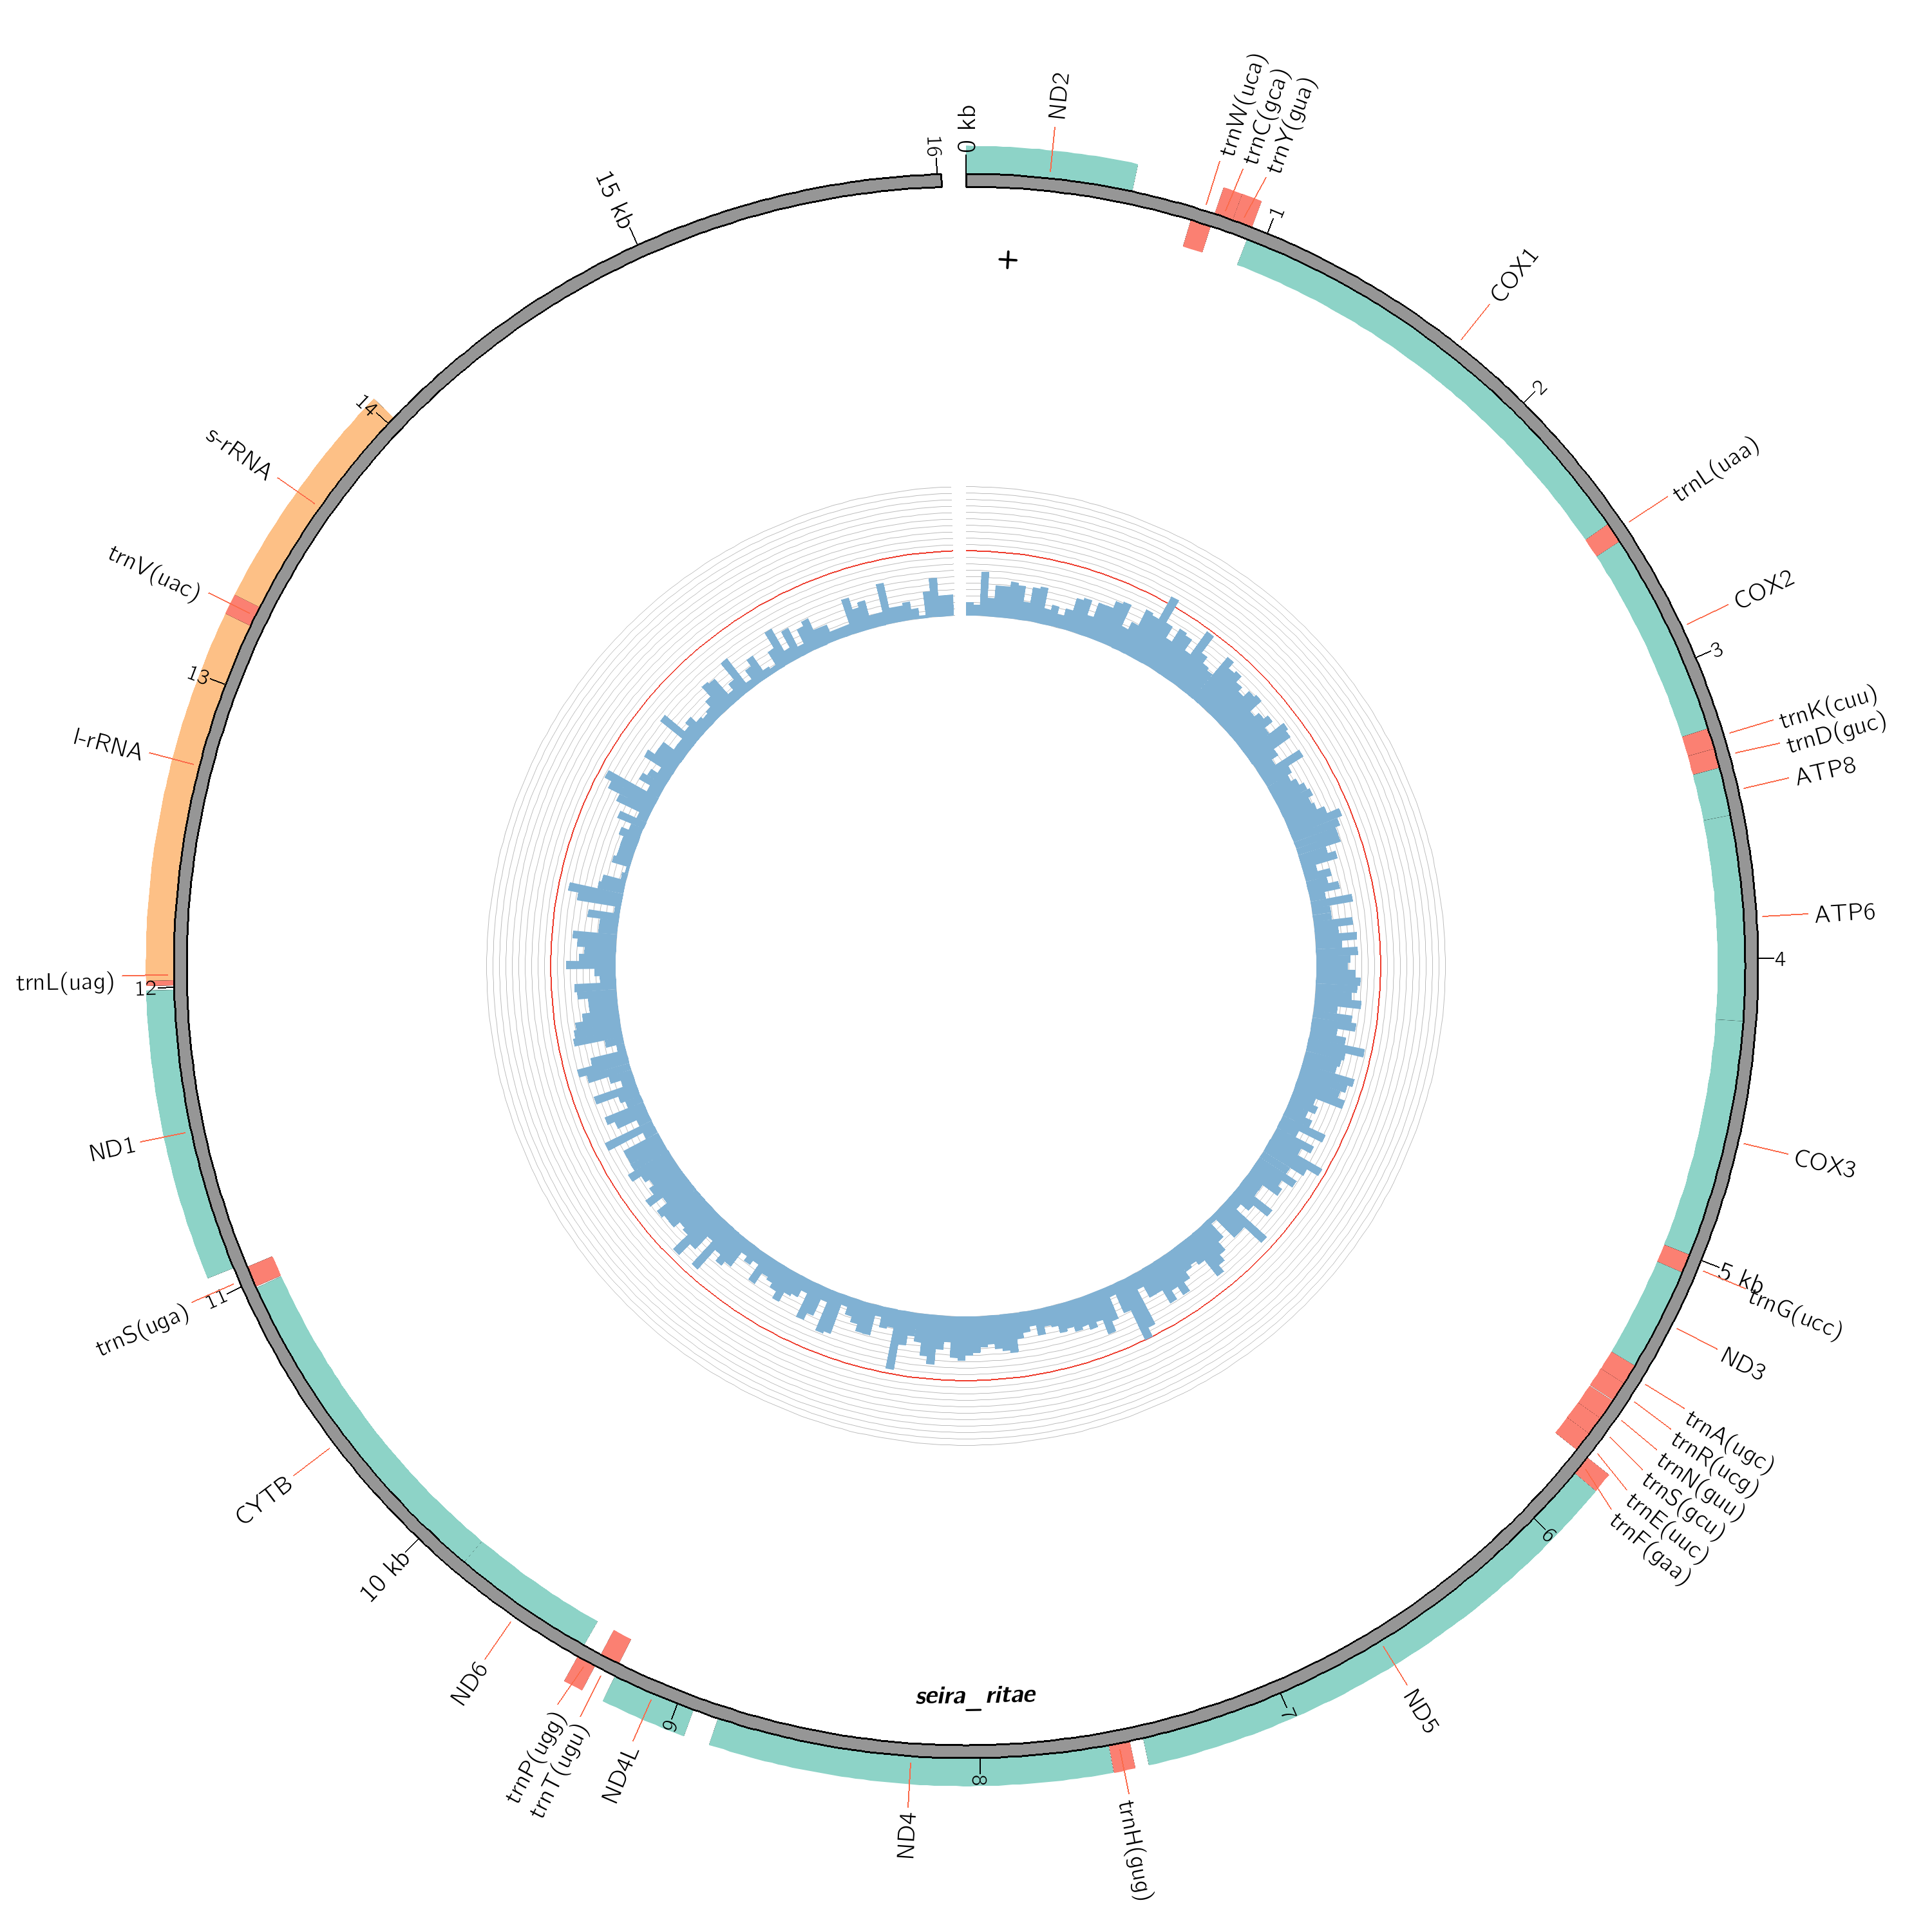 0 kb
ND2
trnW(uca)
trnC(gca)
trnY(gua)
1
COX1
2
trnL(uaa)
COX2
3
trnK(cuu)
trnD(guc)
ATP8
ATP6
4
COX3
5 kb
trnG(ucc)
ND3
trnA(ugc)
trnR(ucg)
trnN(guu)
trnS(gcu)
trnE(uuc)
trnF(gaa)
6
ND5
7
trnH(gug)
8
ND4
9
ND4L
trnT(ugu)
trnP(ugg)
ND6
10 kb
CYTB
11
trnS(uga)
ND1
12
trnL(uag)
l-rRNA
13
trnV(uac)
s-rRNA
14
15 kb
16
+
seira_ritae